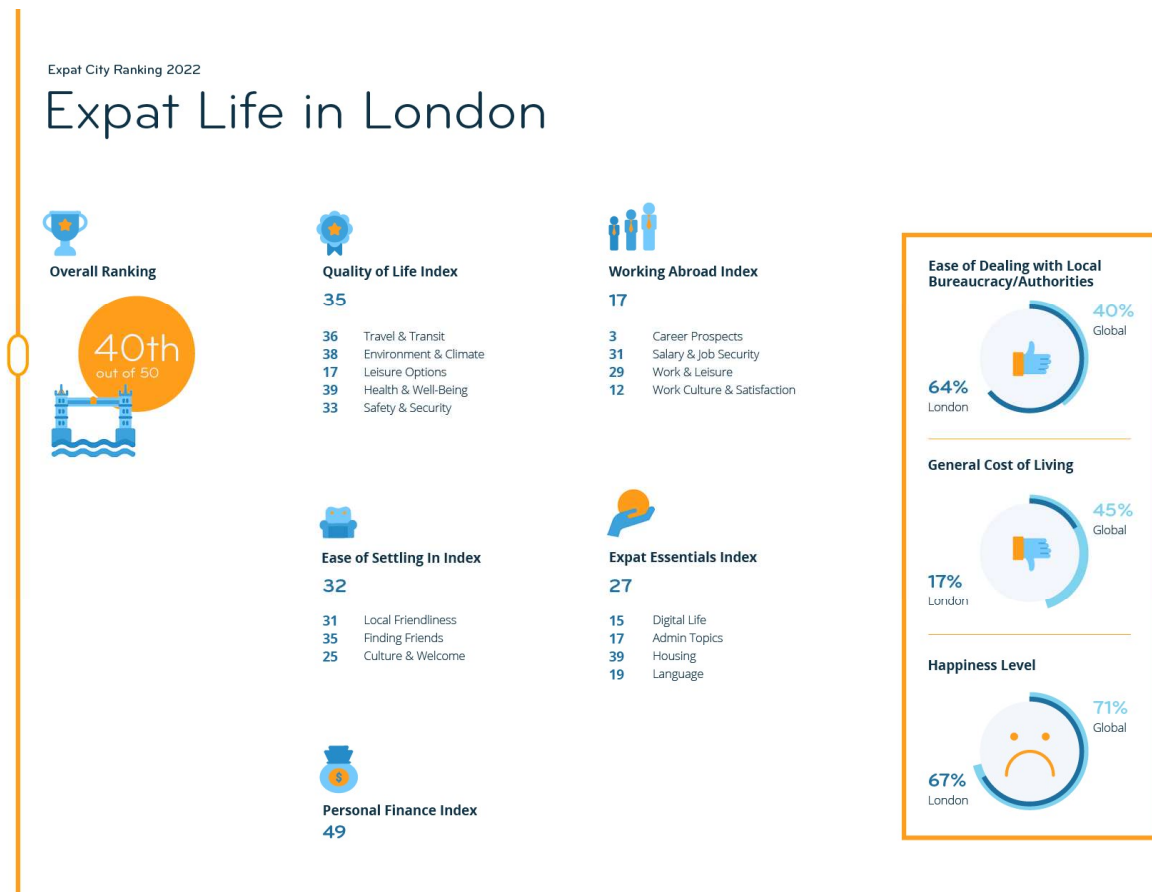 Expat City Ranking 2022
Expat Life in London
Overall Ranking
40th
out of 50
Quality of Life Index
35
36 Travel & Transit
38 Environment & Climate
17 Leisure Options
39 Health & Well-Being
33 Safety & Security
Working Abroad Index
17
3 Career Prospects
31 Salary & Job Security
29 Work & Leisure
12 Work Culture & Satisfaction
Ease of Settling In Index
32
31 Local Friendliness
35 Finding Friends
25 Culture & Welcome
Expat Essentials Index
27
15 Digital Life
17 Admin Topics
39 Housing
19 Language
Personal Finance Index
49
Ease of Dealing with Local
Bureaucracy/Authorities
40%
Global
64%
London
General Cost of Living
45%
Global
17%
London
Happiness Level
71%
Global
67%
London
$